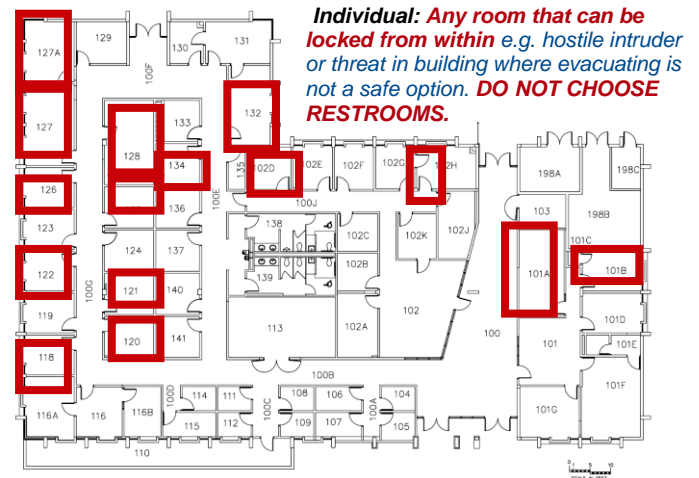 Individual: Any room that can be
locked from within e.g. hostile intruder
or threat in building where evacuating is
not a safe option. DO NOT CHOOSE
RESTROOMS.
127A
129
100F
130
131
127
128
133
132
134
135
102D
102E
102F
102G
102H
198A
198C
126
136
100E
100J
103
198B
123
124
137
138
102C
102K
102J
101C
122
139
102B
101A
101B
100G
121
140
102
119
120
141
113
102A
100
101
101D
101E
118
100B
101F
116A
116
116B
100D
114
111
100C
108
106
100A
104
101G
115
112
109
107
105
110